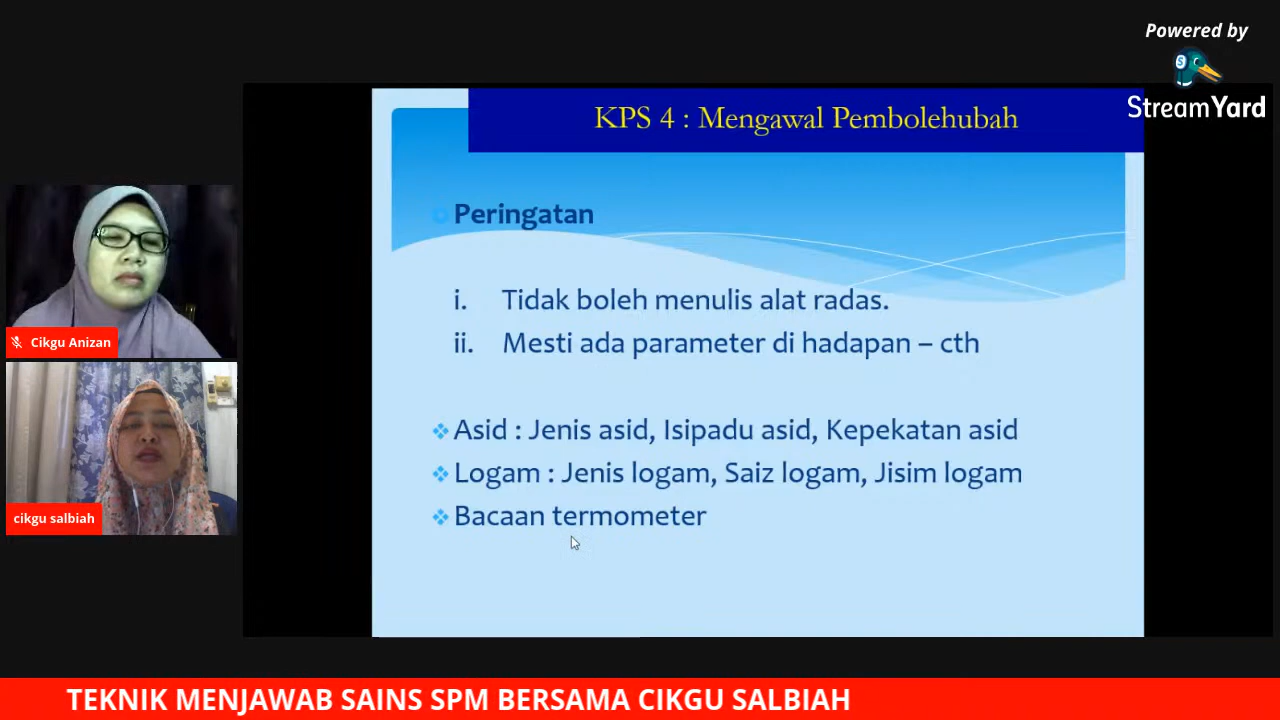 Powered by
StreamYard
KPS 4 : Mengawal Pembolehubah
Peringatan
i. Tidak boleh menulis alat radas.
ii. Mesti ada parameter di hadapan – cth
Asid : Jenis asid, Isipadu asid, Kepekatan asid
Logam : Jenis logam, Saiz logam, Jisim logam
Bacaan termometer
Cikgu Anizan
cikgu salbiah
TEKNIK MENJAWAB SAINS SPM BERSAMA CIKGU SALBIAH